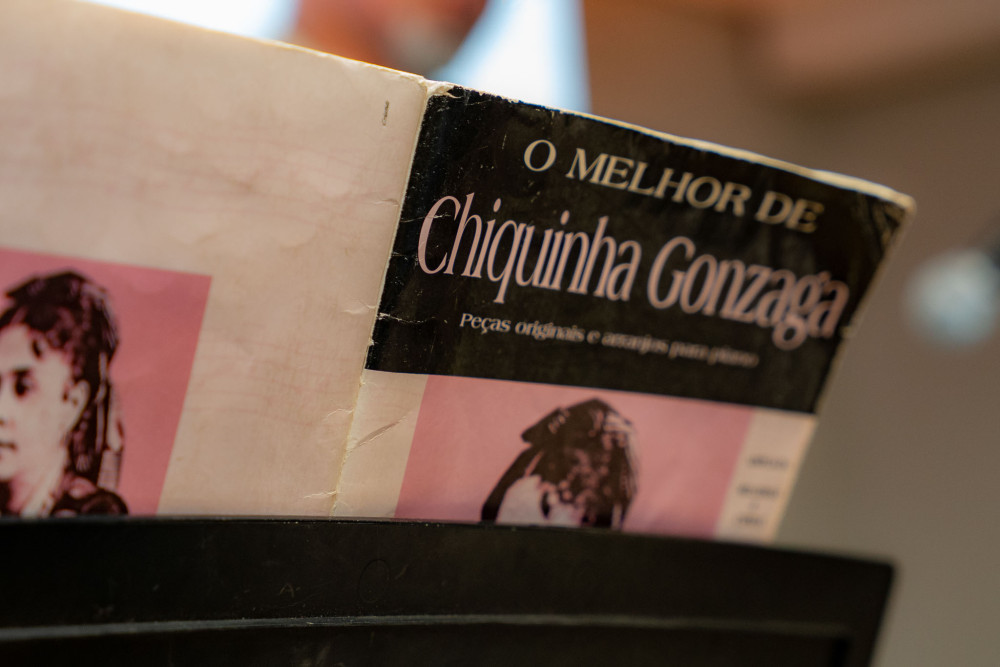 O MELHOR DE
Chiquinha Gonzaga
Peças originais e arranjos para piano